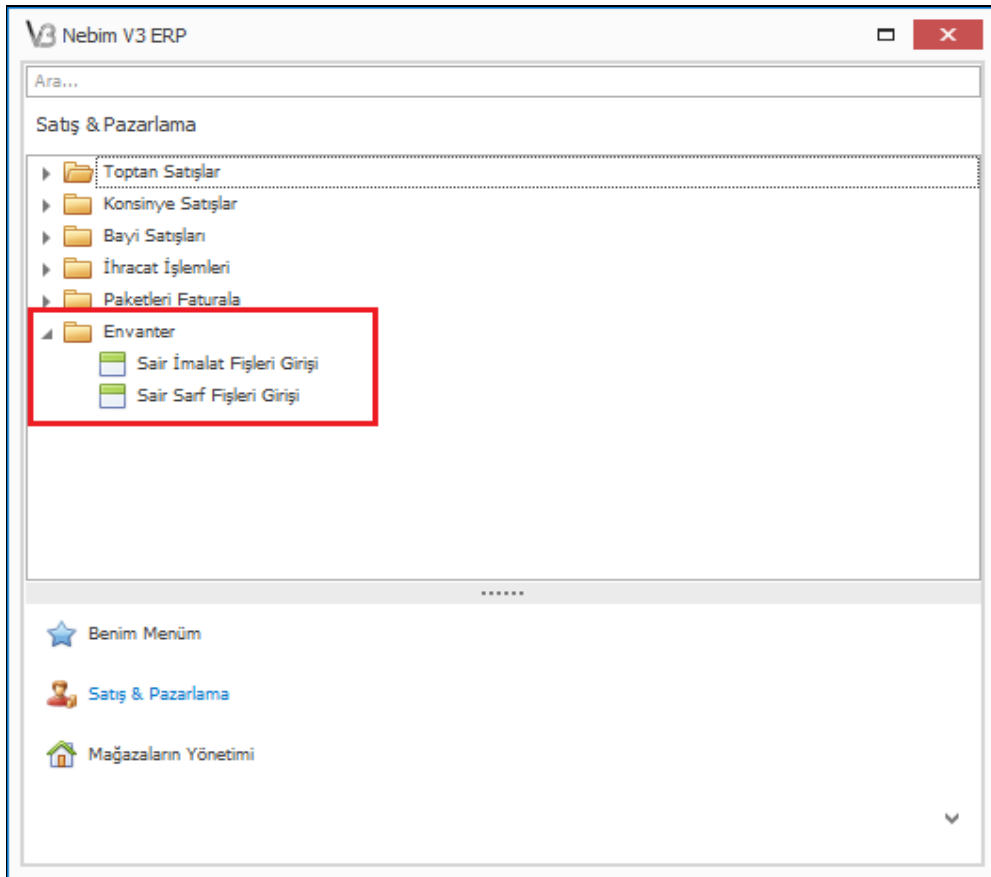 V3 Nebim V3 ERP
Ara...
Satış & Pazarlama
Toptan Satışlar
Konsinye Satışlar
Bayi Satışları
İhracat İşlemleri
Paketleri Faturala
Envanter
Sair İmalat Fişleri Girişi
Sair Sarf Fişleri Girişi
Benim Menüm
Satış & Pazarlama
Mağazaların Yönetimi